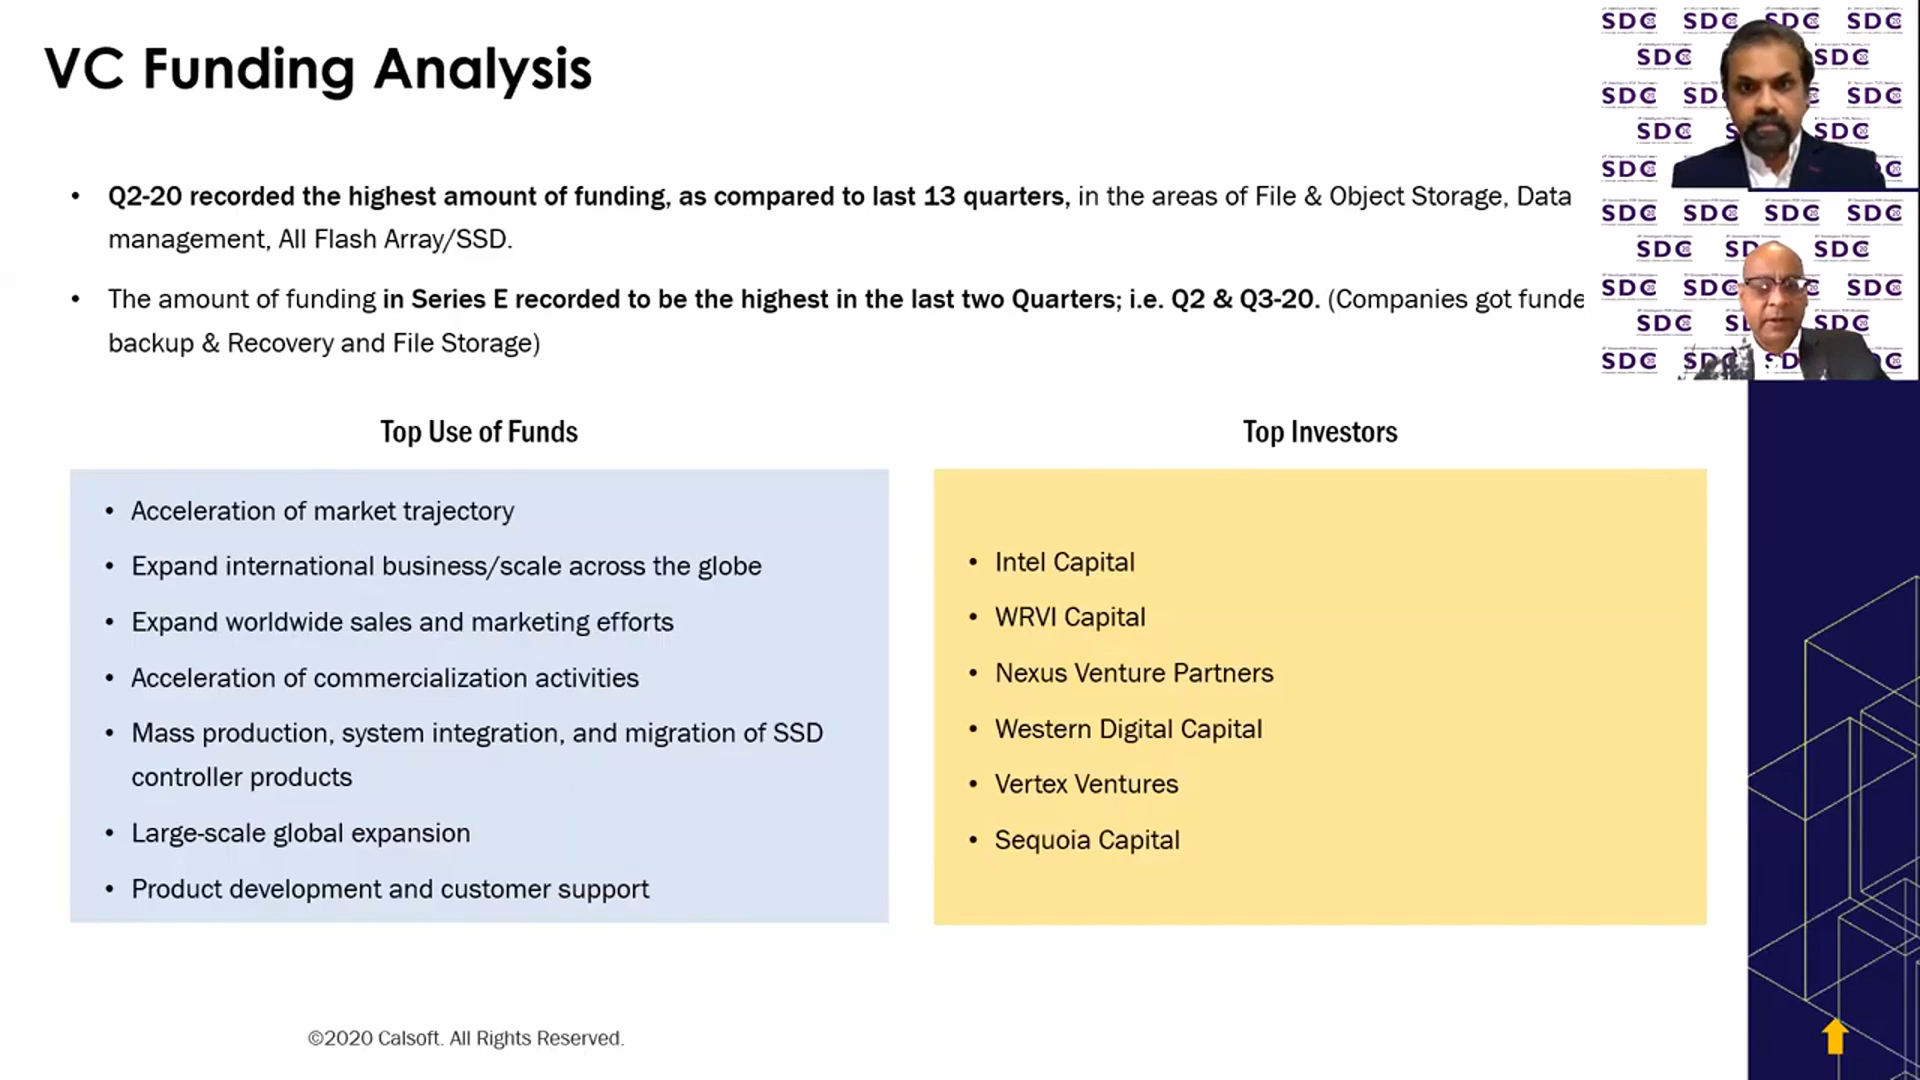 VC Funding Analysis
• Q2-20 recorded the highest amount of funding, as compared to last 13 quarters, in the areas of File & Object Storage, Data
management, All Flash Array/SSD.
• The amount of funding in Series E recorded to be the highest in the last two Quarters; i.e. Q2 & Q3-20. (Companies got funde
backup & Recovery and File Storage)
Top Use of Funds
• Acceleration of market trajectory
• Expand international business/scale across the globe
• Expand worldwide sales and marketing efforts
• Acceleration of commercialization activities
• Mass production, system integration, and migration of SSD
controller products
• Large-scale global expansion
• Product development and customer support
Top Investors
• Intel Capital
• WRVI Capital
• Nexus Venture Partners
• Western Digital Capital
• Vertex Ventures
• Sequoia Capital
©2020 Calsoft. All Rights Reserved.
SDC SDC SDC SDC
SDC SDC
SDC SD SDC
SDC SDC
SDC
SDC SDC SDC SDC
SDC SD SDC
SDC SDC
SDC SDC
SDC SDC SD C